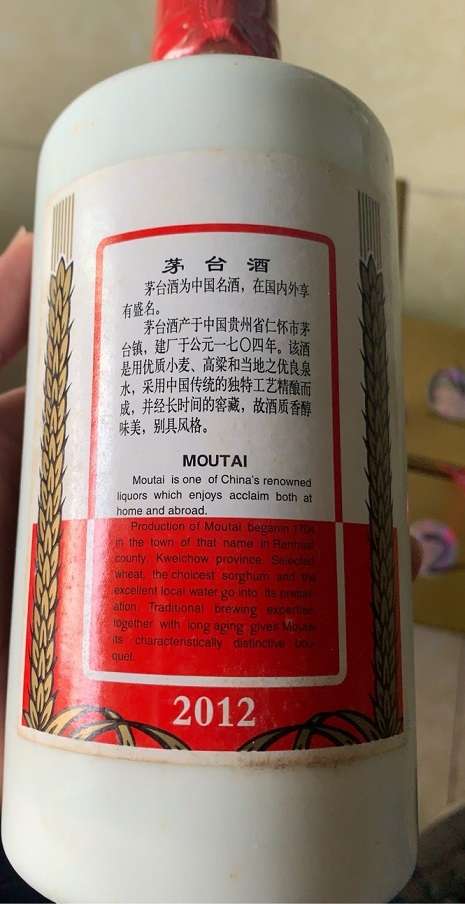 茅台酒
茅台酒为中国名酒，在国内外享
有盛名。
茅台酒产于中国贵州省仁怀市茅
台镇，建厂于公元一七〇四年。该酒
是用优质小麦、高粱和当地之优良泉
水，采用中国传统的独特工艺精酿而
成，并经长时间的窖藏，故酒质香醇
味美，别具风格。
MOUTAI
Moutai is one of China's renowned
liquors which enjoys acclaim both at
home and abroad.
Production of Moutai began in 1704
in the town of that name in Renhuai
county, Kweichow province. Selected
wheat, the choicest sorghum and the
excellent local water go into its prepar-
ation. Traditional brewing expertise
together with long aging gives Moutai
its characteristically distinctive bou-
quet.
2012